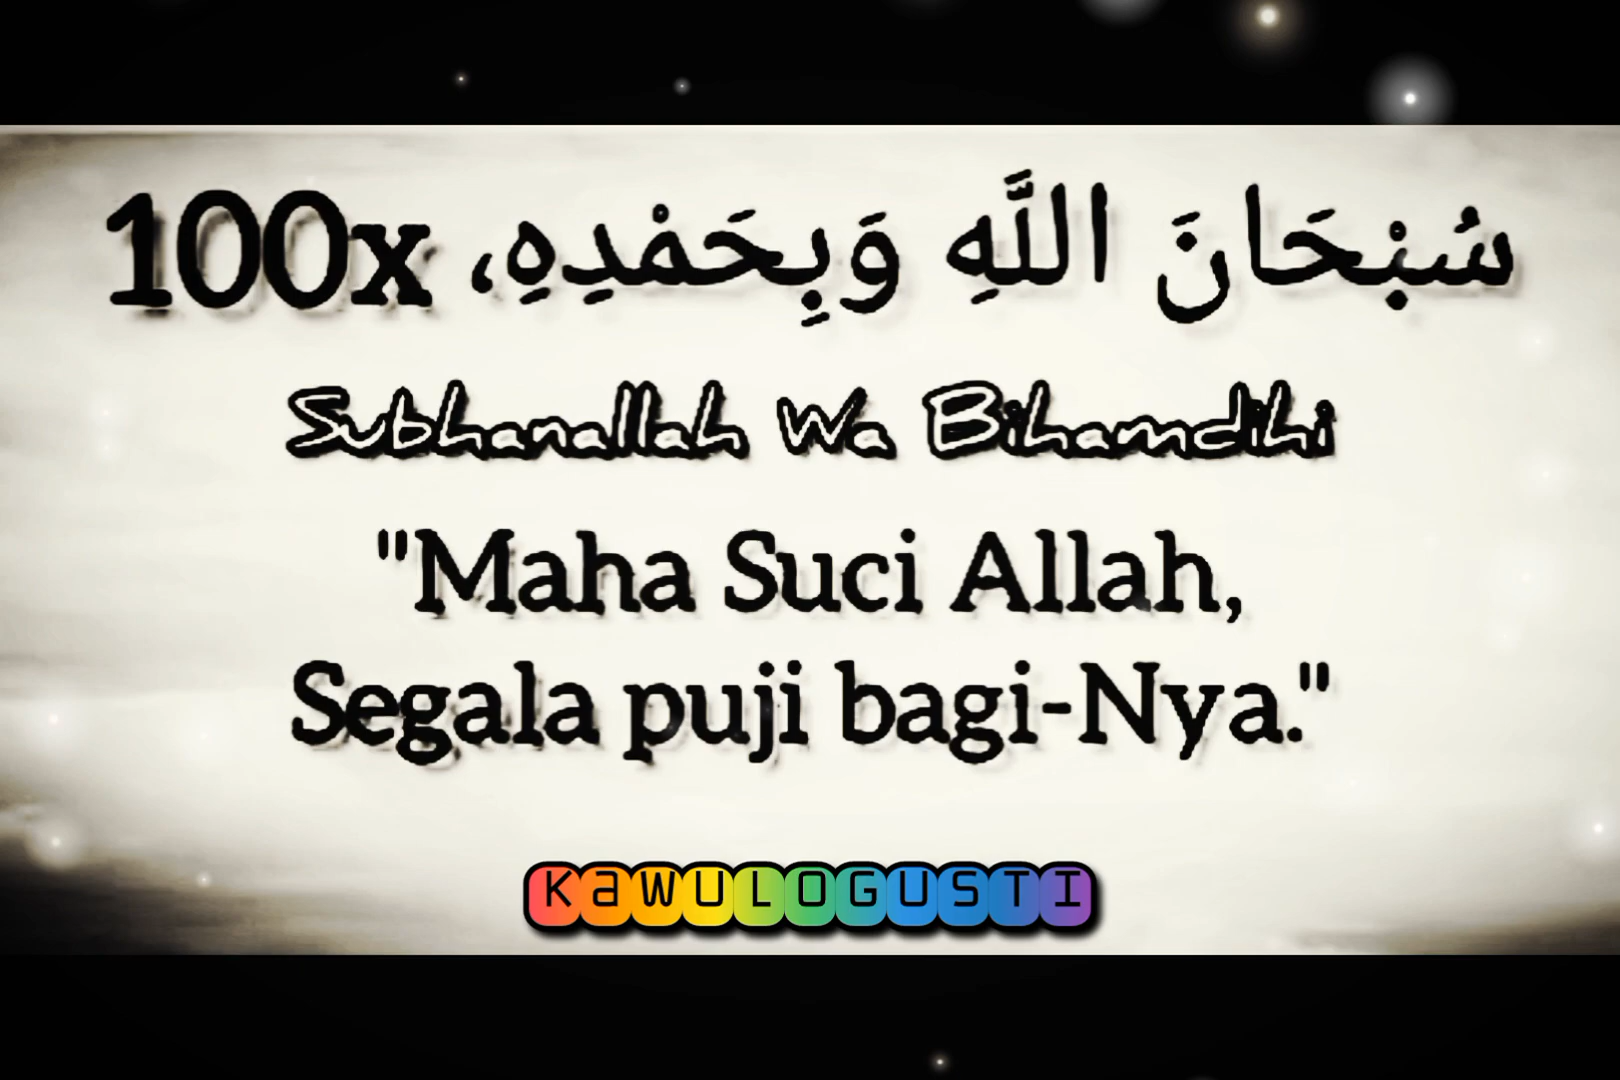 سُبْحَانَ اللَّهِ وَبِحَمْدِهِ، 100x
Subhanallah Wa Bihamdihi
"Maha Suci Allah,
Segala puji bagi-Nya."
KaWULOGUSTI